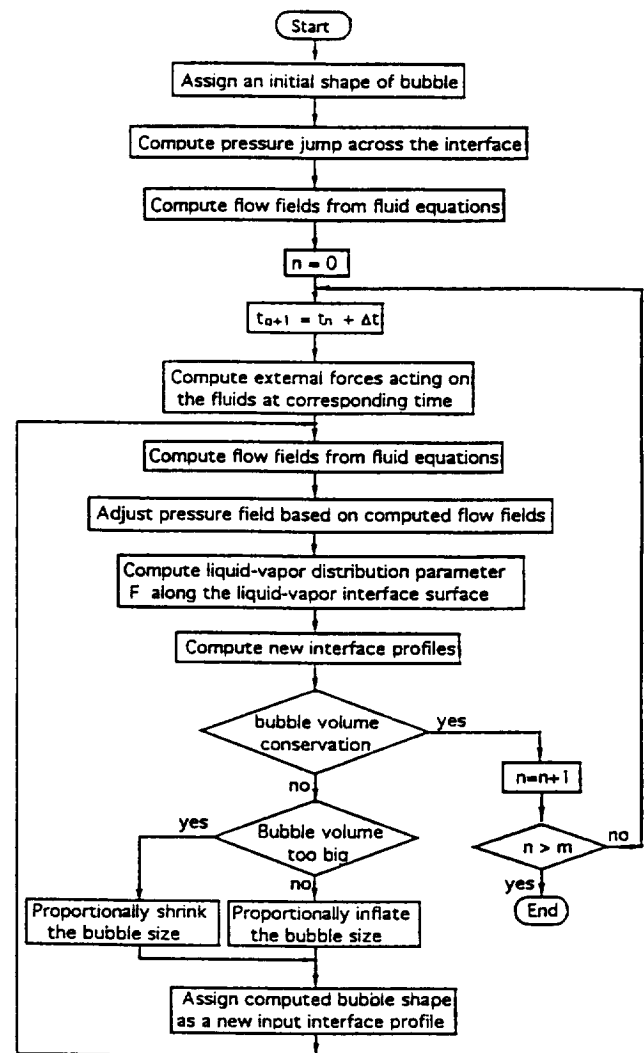 Start
Assign an initial shape of bubble
Compute pressure jump across the interface
Compute flow fields from fluid equations
n = 0
tn+1 = tn + Δt
Compute external forces acting on
the fluids at corresponding time
Compute flow fields from fluid equations
Adjust pressure field based on computed flow fields
Compute liquid-vapor distribution parameter
F along the liquid-vapor interface surface
Compute new interface profiles
bubble volume
conservation
yes
no
n=n+1
Bubble volume
too big
yes
no
n > m
no
yes
End
Proportionally shrink
the bubble size
Proportionally inflate
the bubble size
Assign computed bubble shape
as a new input interface profile